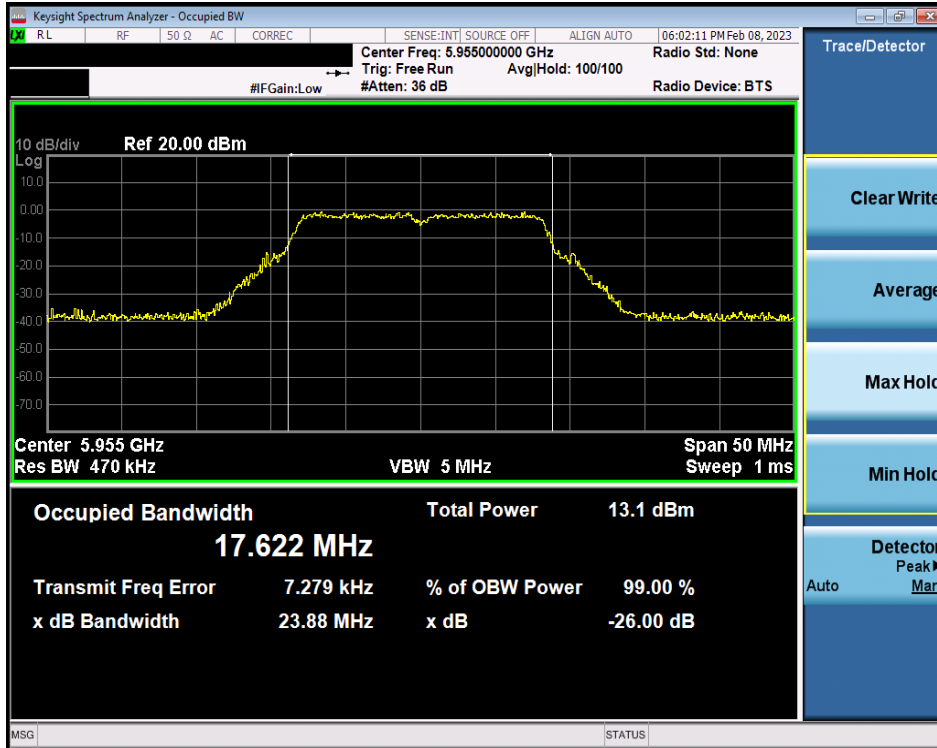 Keysight Spectrum Analyzer - Occupied BW
LXI RL RF 50 Ω AC CORREC SENSE:INT SOURCE OFF ALIGN AUTO 06:02:11 PM Feb 08, 2023
Center Freq: 5.955000000 GHz Radio Std: None
Trig: Free Run Avg|Hold: 100/100
#IFGain:Low #Atten: 36 dB Radio Device: BTS
Trace/Detector
10 dB/div Ref 20.00 dBm
Log
10.0
0.00
-10.0
-20.0
-30.0
-40.0
-50.0
-60.0
-70.0
Center 5.955 GHz Span 50 MHz
Res BW 470 kHz VBW 5 MHz Sweep 1 ms
Occupied Bandwidth Total Power 13.1 dBm
17.622 MHz
Transmit Freq Error 7.279 kHz % of OBW Power 99.00 %
x dB Bandwidth 23.88 MHz x dB -26.00 dB
Clear Write
Average
Max Hold
Min Hold
Detector
Peak
Auto Man
MSG STATUS